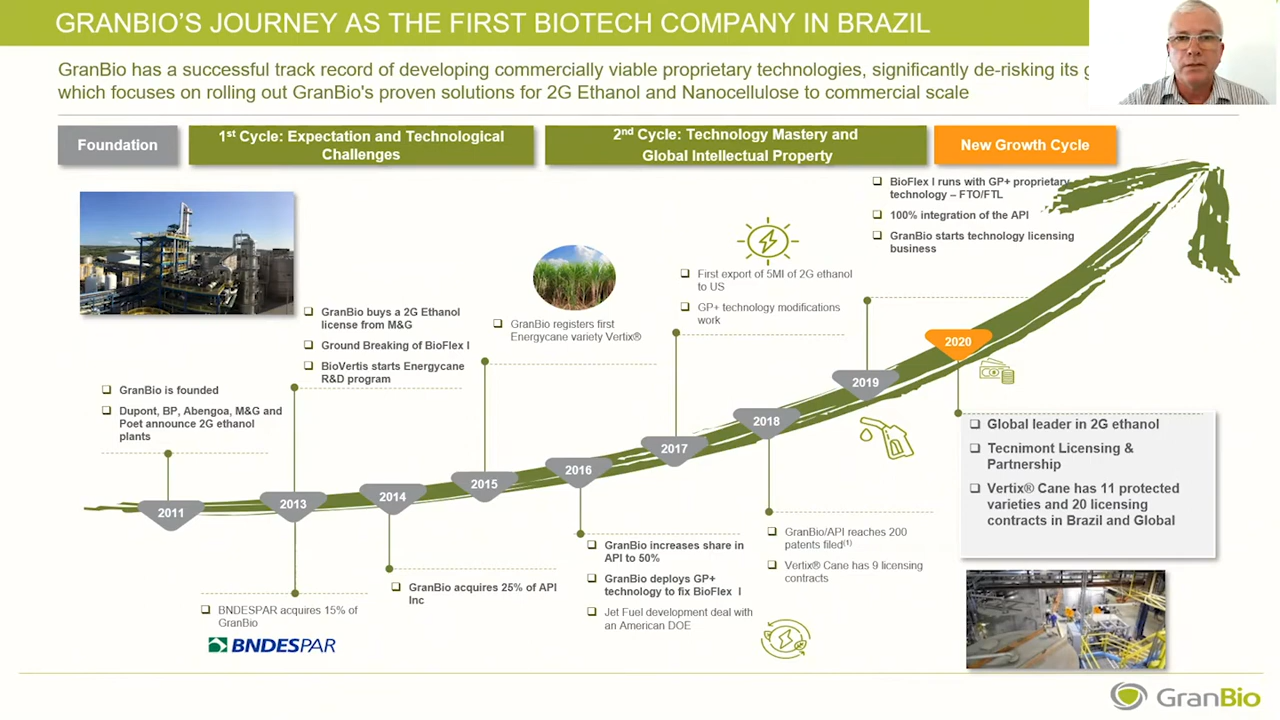 GRANBIO'S JOURNEY AS THE FIRST BIOTECH COMPANY IN BRAZIL
GranBio has a successful track record of developing commercially viable proprietary technologies, significantly de-risking its
which focuses on rolling out GranBio's proven solutions for 2G Ethanol and Nanocellulose to commercial scale
Foundation
1st Cycle: Expectation and Technological
Challenges
2nd Cycle: Technology Mastery and
Global Intellectual Property
New Growth Cycle
GranBio is founded
Dupont, BP, Abengoa, M&G and
Poet announce 2G ethanol
plants
2011
GranBio buys a 2G Ethanol
license from M&G
Ground Breaking of BioFlex I
BioVertis starts Energycane
R&D program
2013
BNDESPAR acquires 15% of
GranBio
BNDESPAR
2014
GranBio acquires 25% of API
Inc
GranBio registers first
Energycane variety Vertix®
2015
2016
GranBio increases share in
API to 50%
GranBio deploys GP+
technology to fix BioFlex I
Jet Fuel development deal with
an American DOE
First export of 5MI of 2G ethanol
to US
GP+ technology modifications
work
2017
2018
GranBio/API reaches 200
patents filed(1)
Vertix® Cane has 9 licensing
contracts
BioFlex I runs with GP+ proprietary
technology – FTO/FTL
100% integration of the API
GranBio starts technology licensing
business
2019
2020
Global leader in 2G ethanol
Tecnimont Licensing &
Partnership
Vertix® Cane has 11 protected
varieties and 20 licensing
contracts in Brazil and Global
GranBio